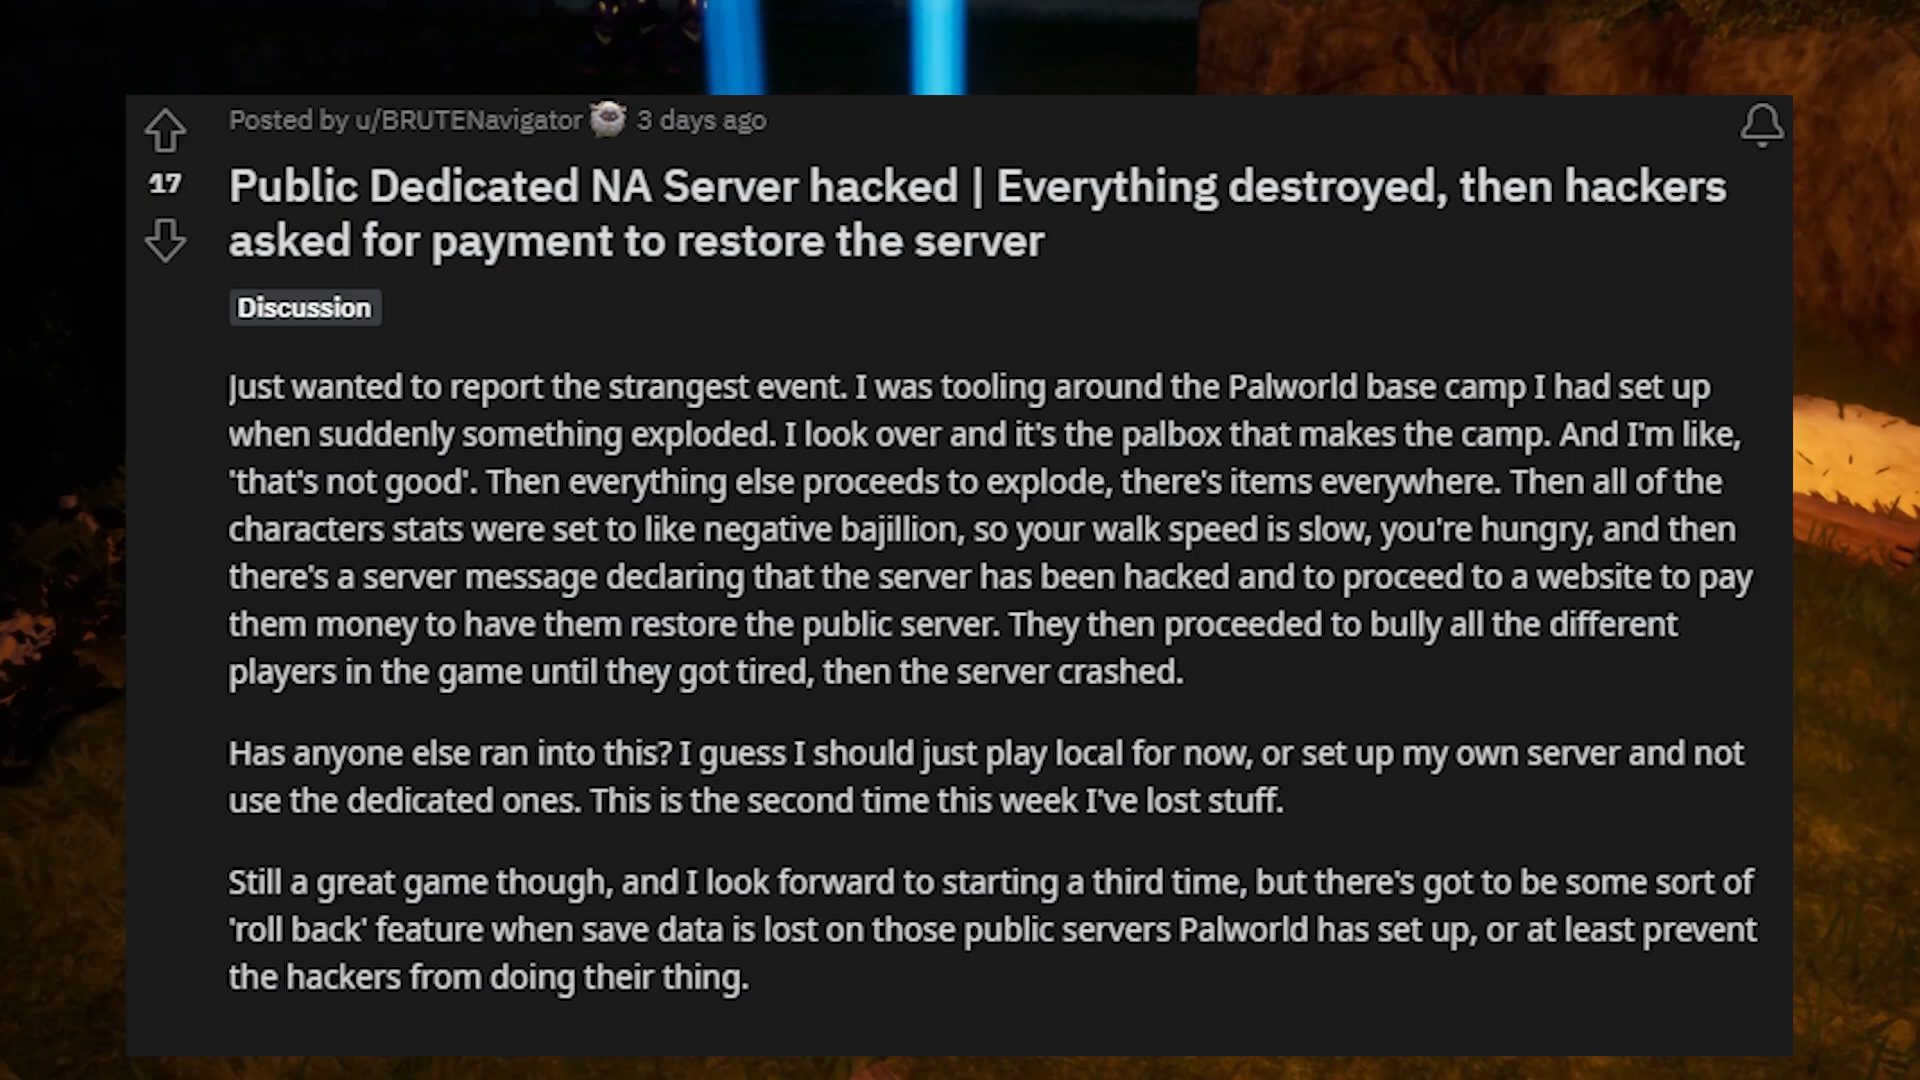 Posted by u/BRUTENavigator 3 days ago
17
Public Dedicated NA Server hacked | Everything destroyed, then hackers
asked for payment to restore the server
Discussion
Just wanted to report the strangest event. I was tooling around the Palworld base camp I had set up
when suddenly something exploded. I look over and it's the palbox that makes the camp. And I'm like,
'that's not good'. Then everything else proceeds to explode, there's items everywhere. Then all of the
characters stats were set to like negative bajillion, so your walk speed is slow, you're hungry, and then
there's a server message declaring that the server has been hacked and to proceed to a website to pay
them money to have them restore the public server. They then proceeded to bully all the different
players in the game until they got tired, then the server crashed.
Has anyone else ran into this? I guess I should just play local for now, or set up my own server and not
use the dedicated ones. This is the second time this week I've lost stuff.
Still a great game though, and I look forward to starting a third time, but there's got to be some sort of
'roll back' feature when save data is lost on those public servers Palworld has set up, or at least prevent
the hackers from doing their thing.